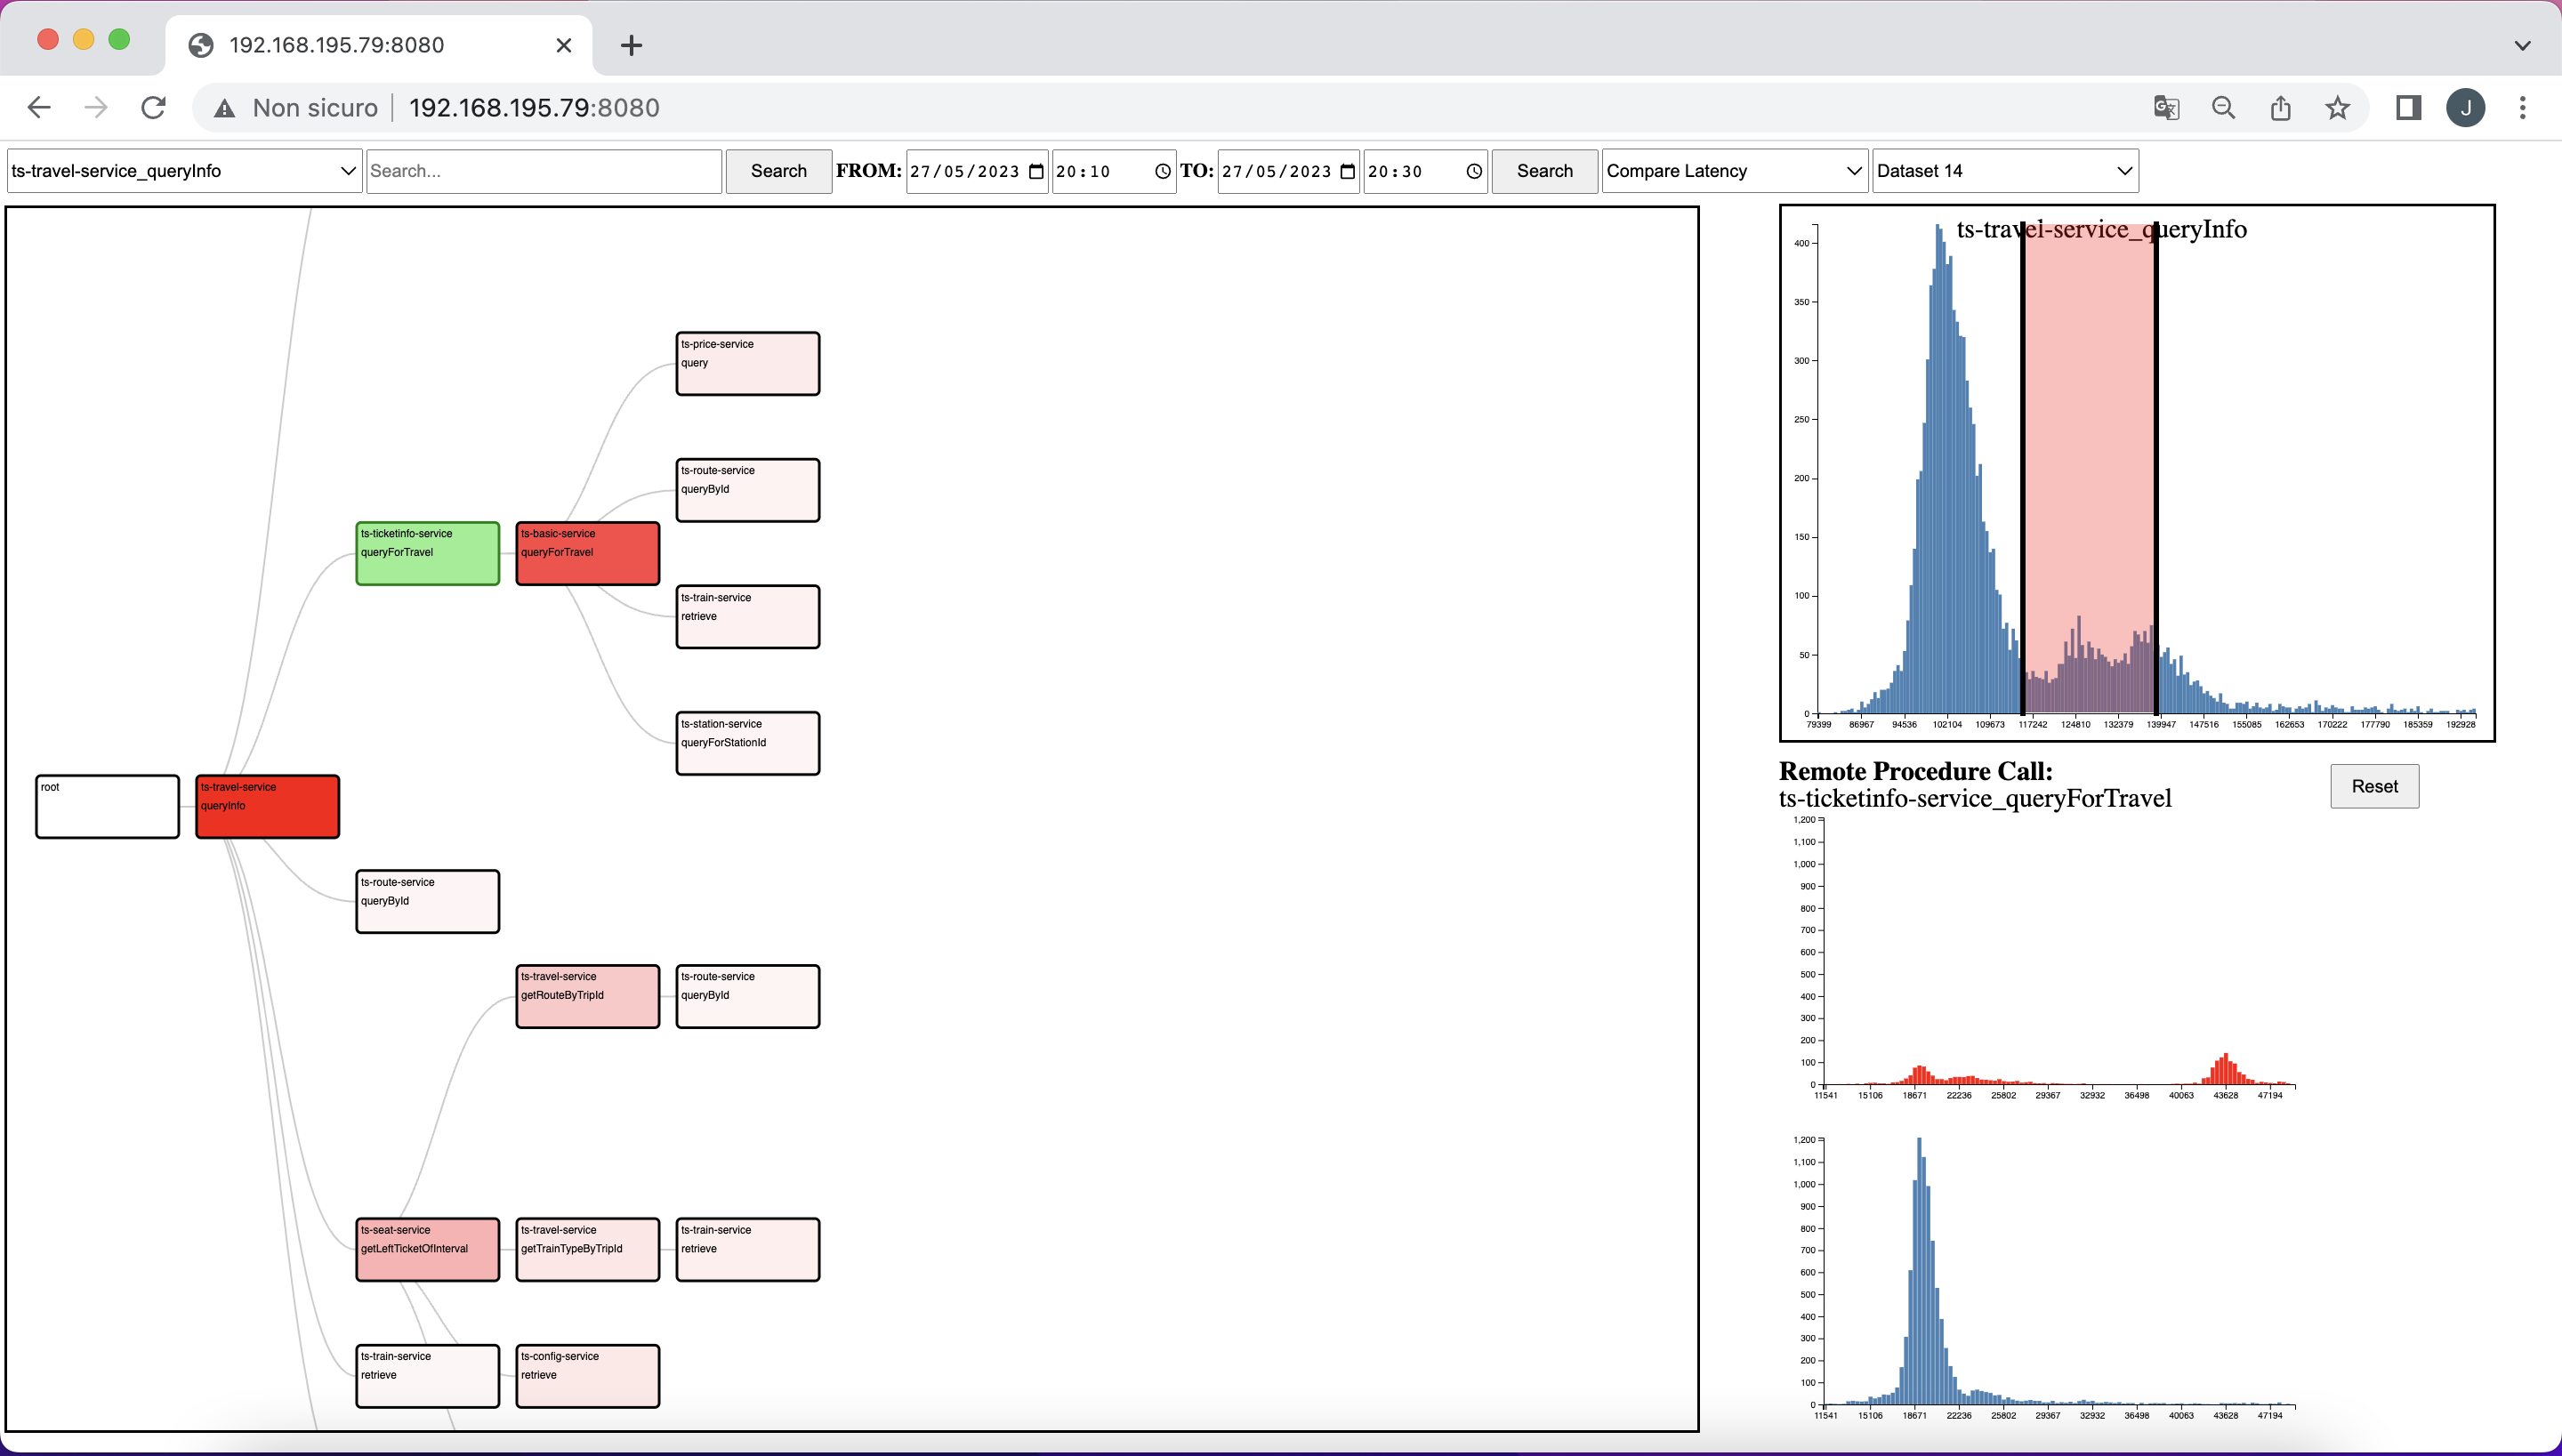 192.168.195.79:8080
Non sicuro | 192.168.195.79:8080
J
ts-travel-service_queryInfo
Search...
Search
FROM: 27/05/2023 20:10 TO: 27/05/2023 20:30
Search
Compare Latency
Dataset 14
ts-price-service
query
ts-route-service
queryById
ts-ticketinfo-service
queryForTravel
ts-basic-service
queryForTravel
ts-train-service
retrieve
ts-station-service
queryForStationId
root
ts-travel-service
queryInfo
ts-route-service
queryById
ts-travel-service
getRouteByTripId
ts-route-service
queryById
ts-seat-service
getLeftTicketOfInterval
ts-travel-service
getTrainTypeByTripId
ts-train-service
retrieve
ts-train-service
retrieve
ts-config-service
retrieve
ts-travel-service_queryInfo
400
350
300
250
200
150
100
50
0
79399 86967 94536 102104 109673 117242 124810 132379 139947 147516 155085 162653 170222 177790 185359 192928
Remote Procedure Call:
ts-ticketinfo-service_queryForTravel
Reset
1,200
1,100
1,000
900
800
700
600
500
400
300
200
100
0
11541 15106 18671 22236 25802 29367 32932 36498 40063 43628 47194
1,200
1,100
1,000
900
800
700
600
500
400
300
200
100
0
11541 15106 18671 22236 25802 29367 32932 36498 40063 43628 47194